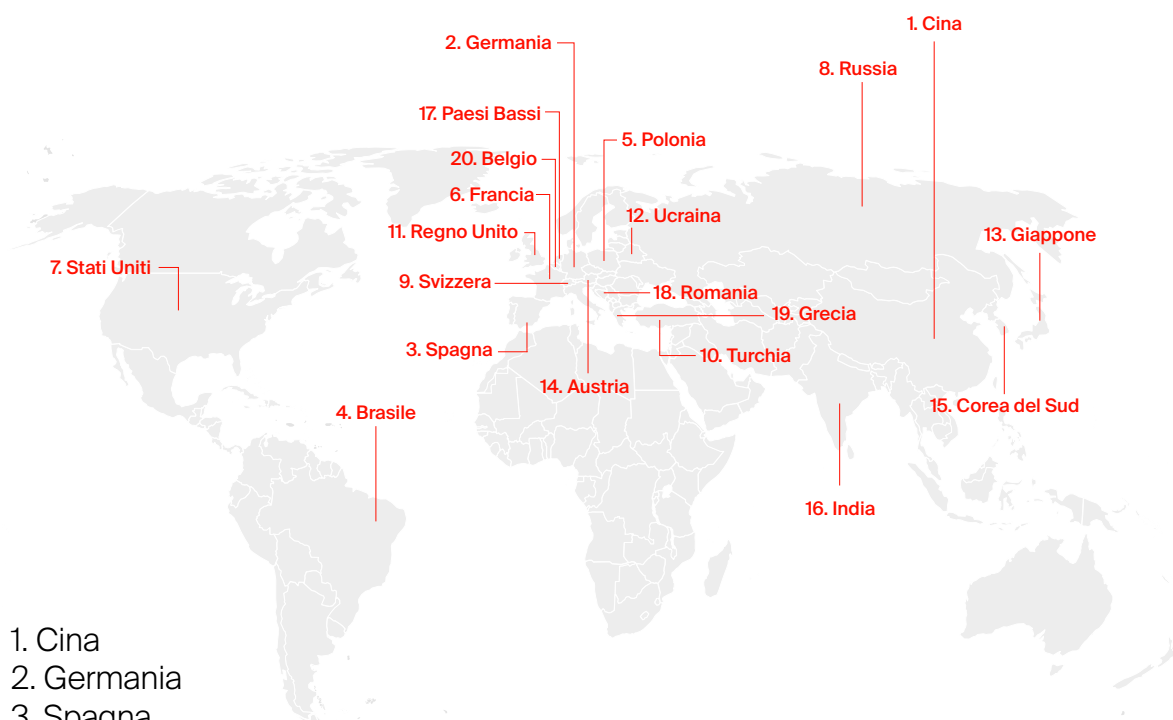 1. Cina
2. Germania
8. Russia
17. Paesi Bassi
5. Polonia
20. Belgio
6. Francia
12. Ucraina
11. Regno Unito
13. Giappone
7. Stati Uniti
9. Svizzera
18. Romania
19. Grecia
3. Spagna
10. Turchia
14. Austria
4. Brasile
15. Corea del Sud
16. India
1. Cina
2. Germania
3. Spagna